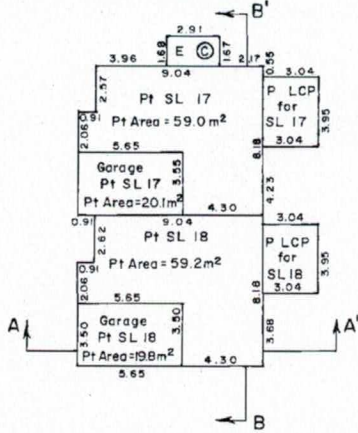 B'
2.91
1.68
E ©
1.67
3.96
9.04
2.17
0.55
3.04
2.57
Pt SL 17
P LCP
for
SL 17
3.95
0.91
Pt Area=59.0m²
2.06
5.65
8.18
3.04
Garage
Pt SL 17
Pt Area=20.1m²
3.55
4.23
0.91
9.04
4.30
3.04
2.62
Pt SL 18
P LCP
for
SL18
3.95
0.91
Pt Area=59.2m²
2.06
5.65
8.18
3.04
A
3.50
Garage
Pt SL 18
Pt Area=19.8m²
3.50
3.68
A'
5.65
4.30
B